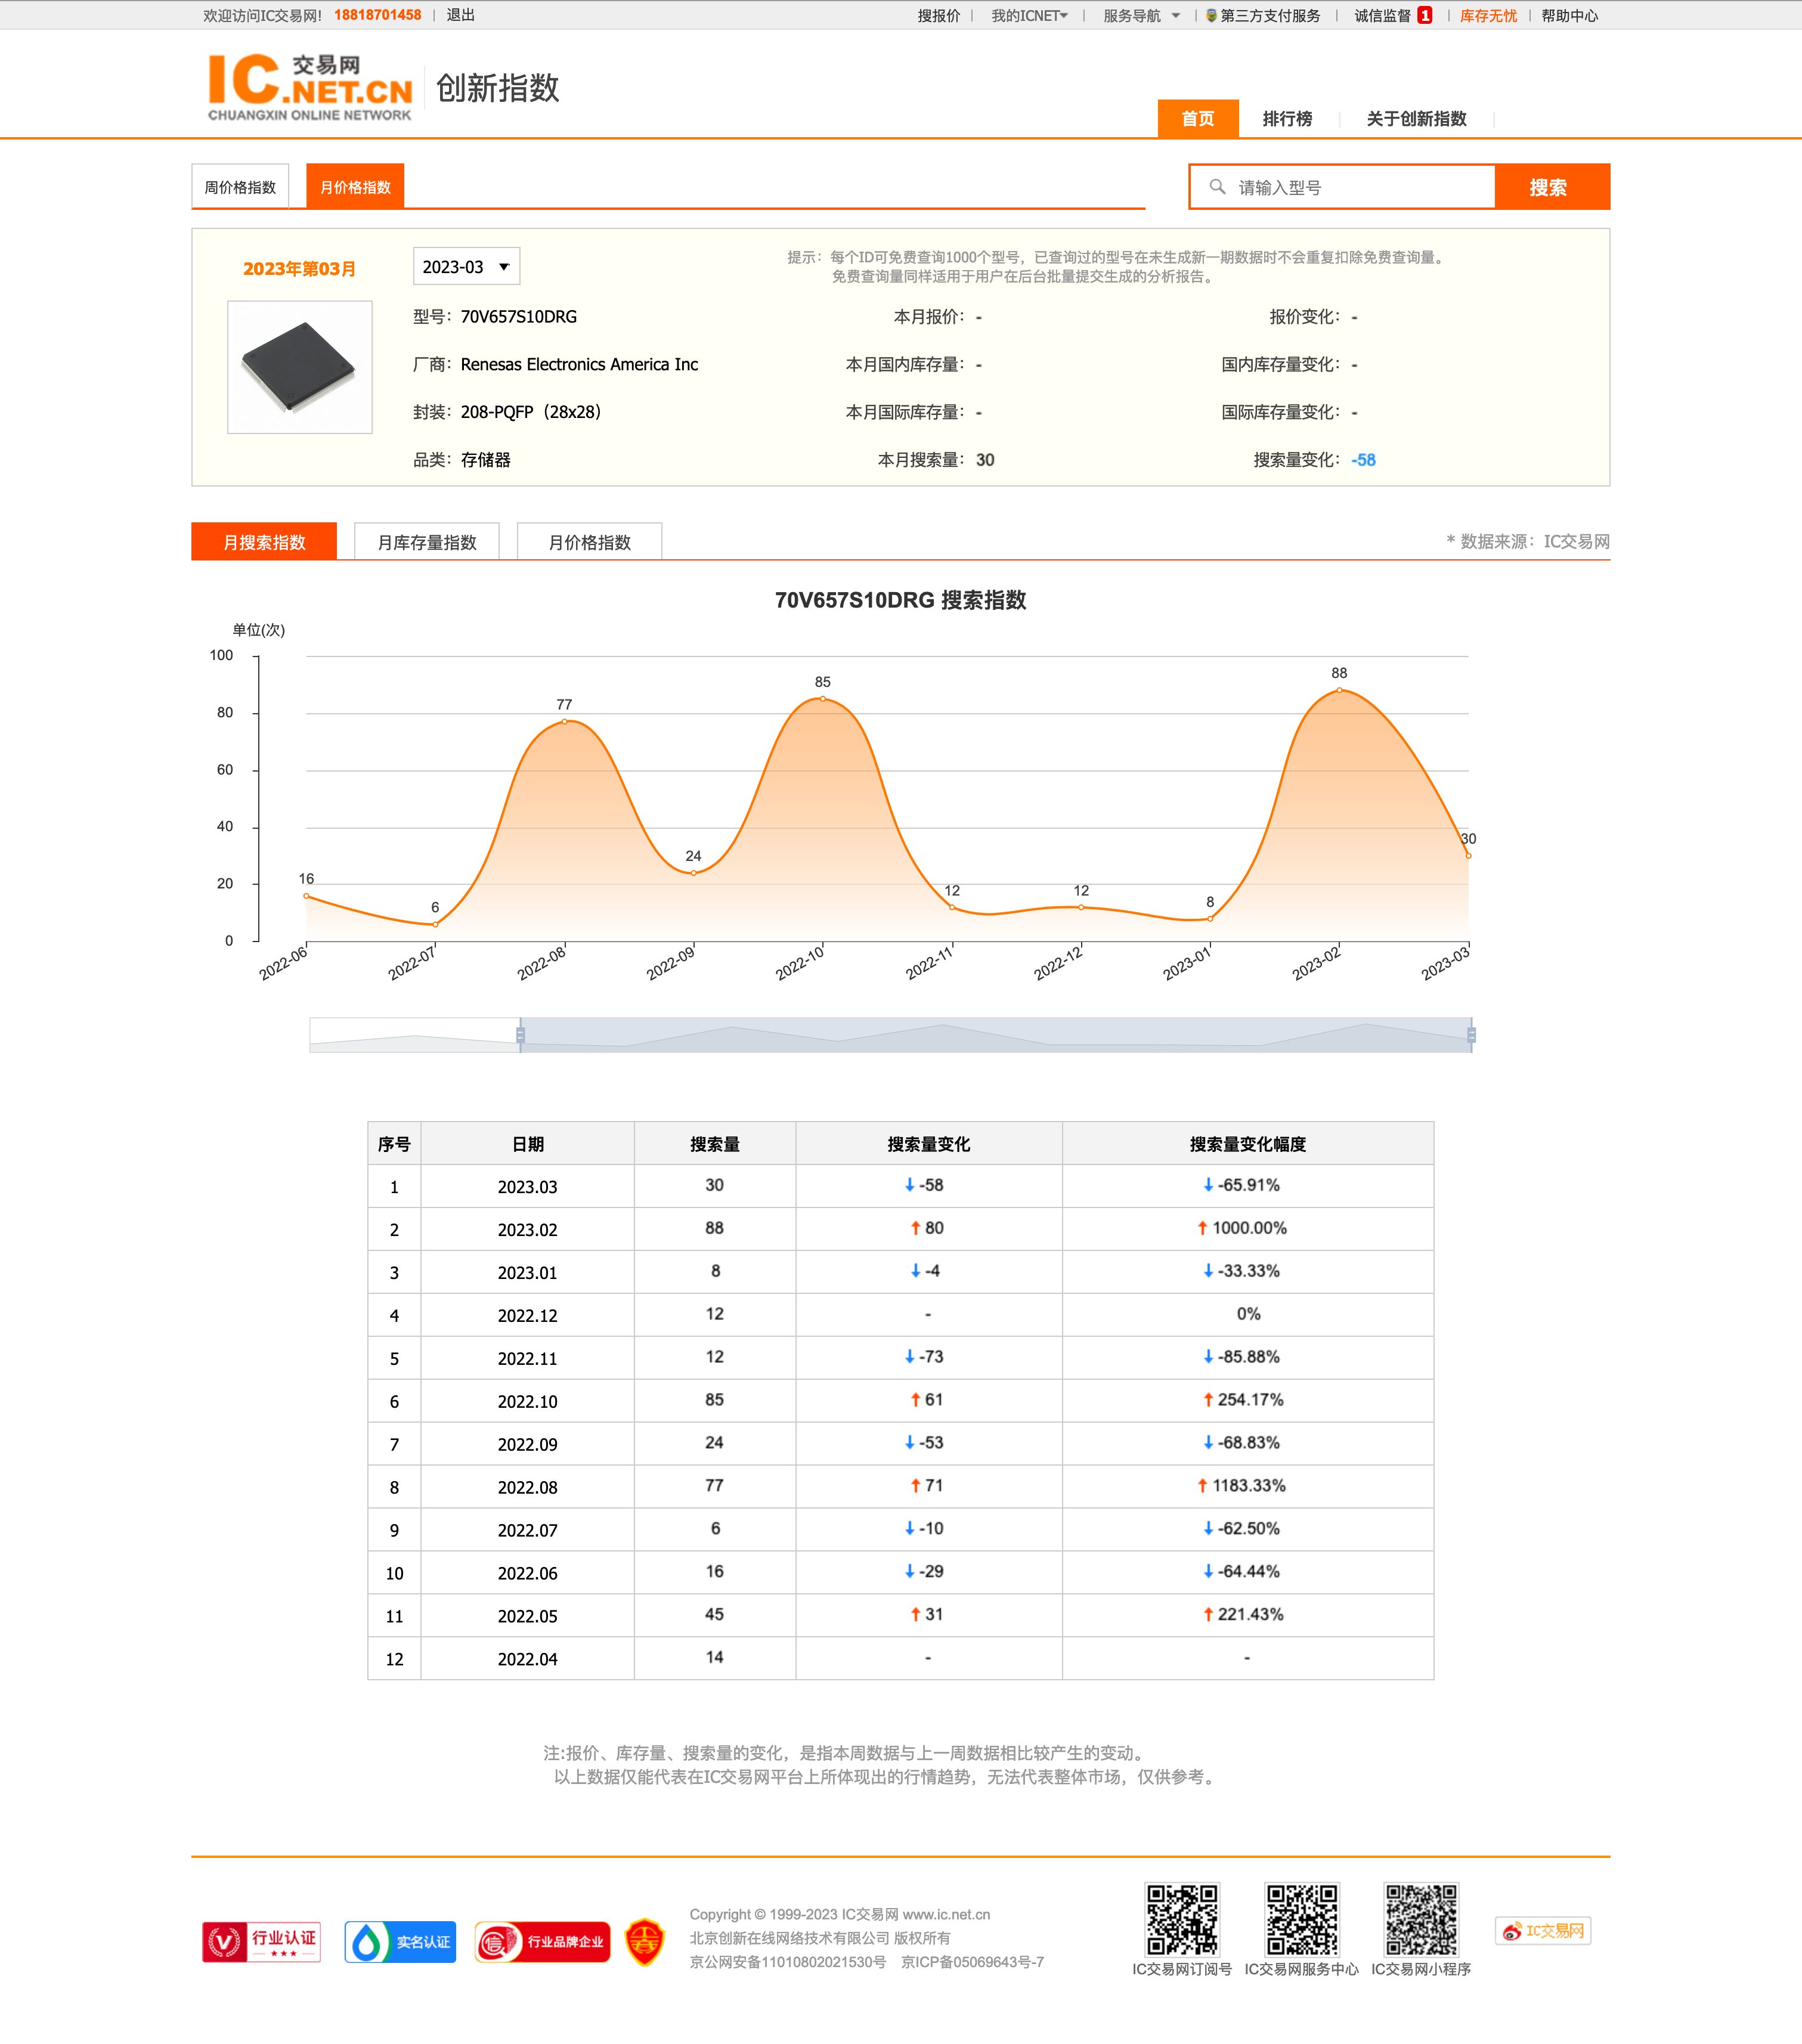 欢迎访问IC交易网! 18818701458 | 退出
搜报价 | 我的ICNET | 服务导航 | 第三方支付服务 | 诚信监督 1 | 库存无忧 | 帮助中心
IC交易网
.NET.CN
CHUANGXIN ONLINE NETWORK
创新指数
首页 排行榜 关于创新指数
周价格指数 月价格指数
请输入型号 搜索
2023年第03月
2023-03
提示：每个ID可免费查询1000个型号，已查询过的型号在未生成新一期数据时不会重复扣除免费查询量。
免费查询量同样适用于用户在后台批量提交生成的分析报告。
型号：70V657S10DRG 本月报价：- 报价变化：-
厂商：Renesas Electronics America Inc 本月国内库存量：- 国内库存量变化：-
封装：208-PQFP（28x28） 本月国际库存量：- 国际库存量变化：-
品类：存储器 本月搜索量：30 搜索量变化：-58
月搜索指数 月库存量指数 月价格指数
* 数据来源：IC交易网
70V657S10DRG 搜索指数
单位(次)
100
80
60
40
20
0
16 6 77 24 85 12 12 8 88 30
2022-06 2022-07 2022-08 2022-09 2022-10 2022-11 2022-12 2023-01 2023-02 2023-03
序号 日期 搜索量 搜索量变化 搜索量变化幅度
1 2023.03 30 ↓ -58 ↓ -65.91%
2 2023.02 88 ↑ 80 ↑ 1000.00%
3 2023.01 8 ↓ -4 ↓ -33.33%
4 2022.12 12 - 0%
5 2022.11 12 ↓ -73 ↓ -85.88%
6 2022.10 85 ↑ 61 ↑ 254.17%
7 2022.09 24 ↓ -53 ↓ -68.83%
8 2022.08 77 ↑ 71 ↑ 1183.33%
9 2022.07 6 ↓ -10 ↓ -62.50%
10 2022.06 16 ↓ -29 ↓ -64.44%
11 2022.05 45 ↑ 31 ↑ 221.43%
12 2022.04 14 - -
注:报价、库存量、搜索量的变化，是指本周数据与上一周数据相比较产生的变动。
以上数据仅能代表在IC交易网平台上所体现出的行情趋势，无法代表整体市场，仅供参考。
V 行业认证
实名认证
信 行业品牌企业
Copyright © 1999-2023 IC交易网 www.ic.net.cn
北京创新在线网络技术有限公司 版权所有
京公网安备11010802021530号 京ICP备05069643号-7
IC交易网订阅号 IC交易网服务中心 IC交易网小程序
IC交易网